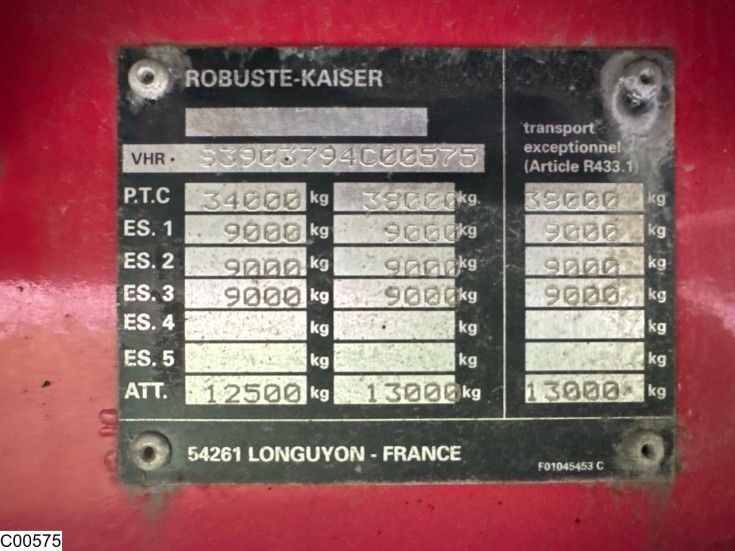 ROBUSTE-KAISER
VHR. S3903794C00575
transport exceptionnel (Article R433.1)
P.T.C 34000 kg 38000 kg. 38000 kg
ES. 1 9000 kg 9000 kg 9000 kg
ES. 2 9000 kg 9000 kg 9000 kg
ES. 3 9000 kg 9000 kg 9000 kg
ES. 4 kg kg kg
ES. 5 kg kg kg
ATT. 12500 kg 13000 kg 13000 kg
54261 LONGUYON - FRANCE
F01045453 C
C00575